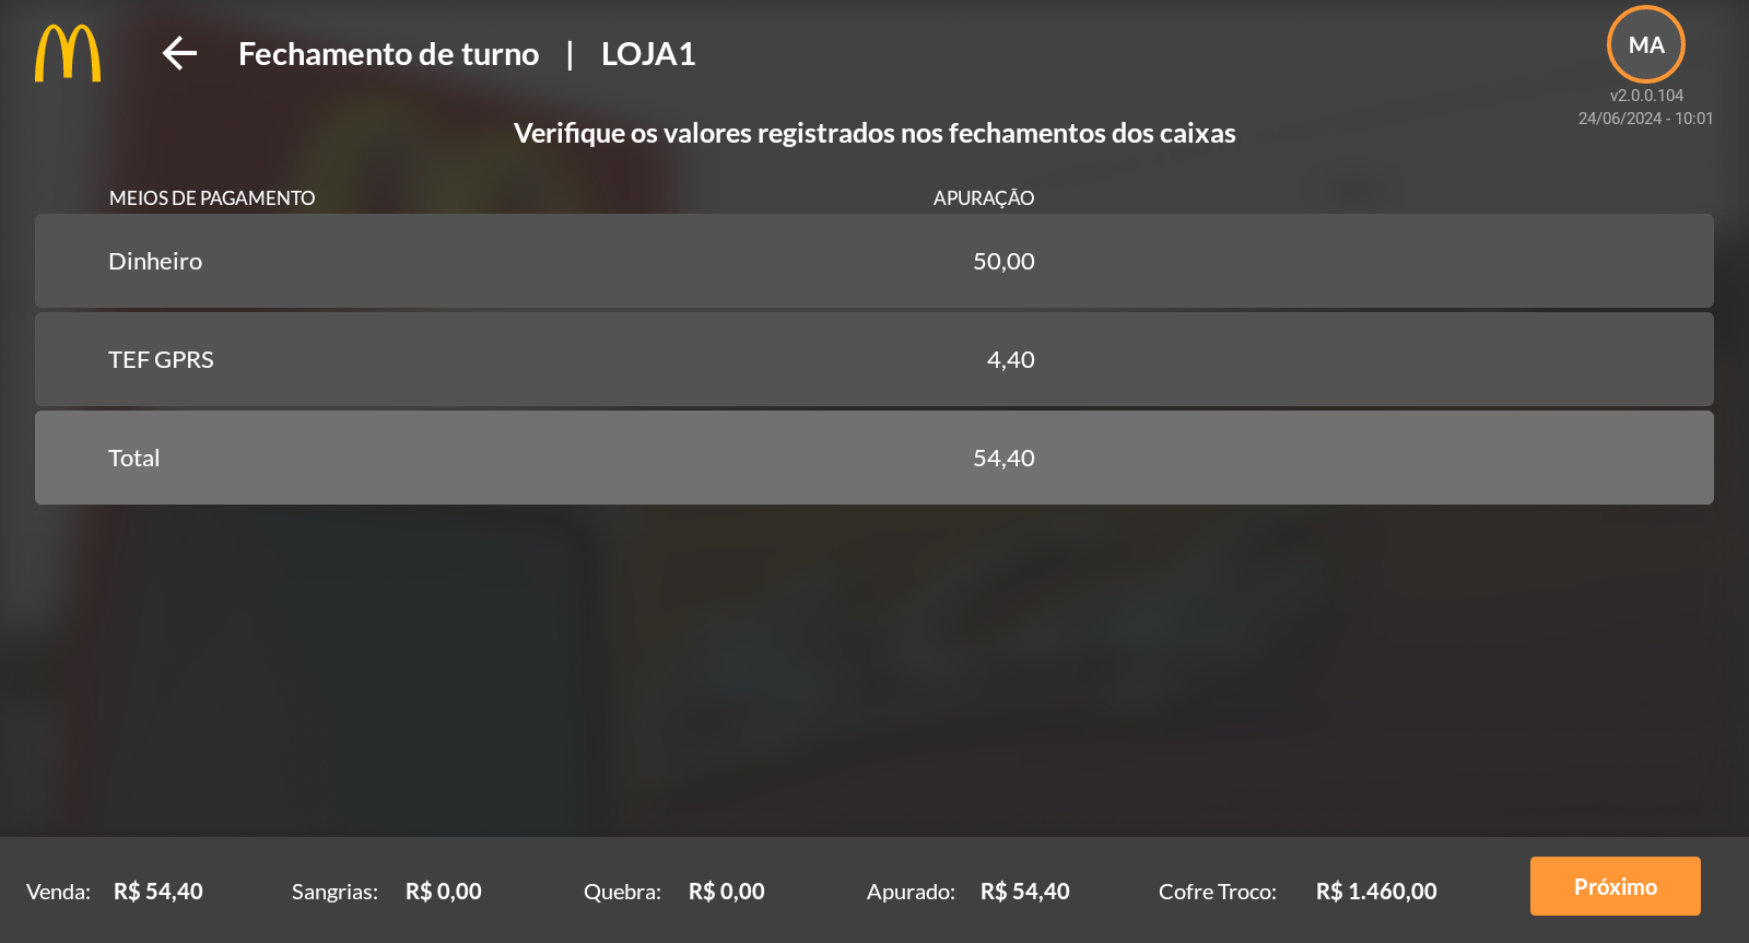 Fechamento de turno | LOJA1
MA
v2.0.0.104
24/06/2024 - 10:01
Verifique os valores registrados nos fechamentos dos caixas
MEIOS DE PAGAMENTO APURAÇÃO
Dinheiro 50,00
TEF GPRS 4,40
Total 54,40
Venda: R$ 54,40 Sangrias: R$ 0,00 Quebra: R$ 0,00 Apurado: R$ 54,40 Cofre Troco: R$ 1.460,00 Próximo